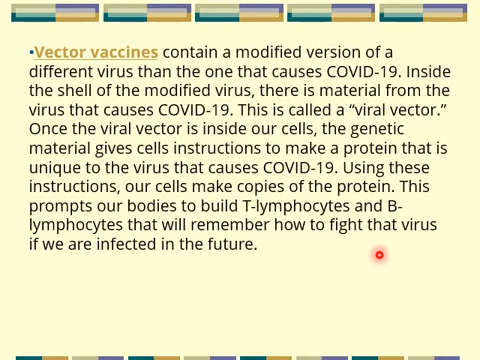 •Vector vaccines contain a modified version of a
different virus than the one that causes COVID-19. Inside
the shell of the modified virus, there is material from the
virus that causes COVID-19. This is called a “viral vector.”
Once the viral vector is inside our cells, the genetic
material gives cells instructions to make a protein that is
unique to the virus that causes COVID-19. Using these
instructions, our cells make copies of the protein. This
prompts our bodies to build T-lymphocytes and B-
lymphocytes that will remember how to fight that virus
if we are infected in the future.